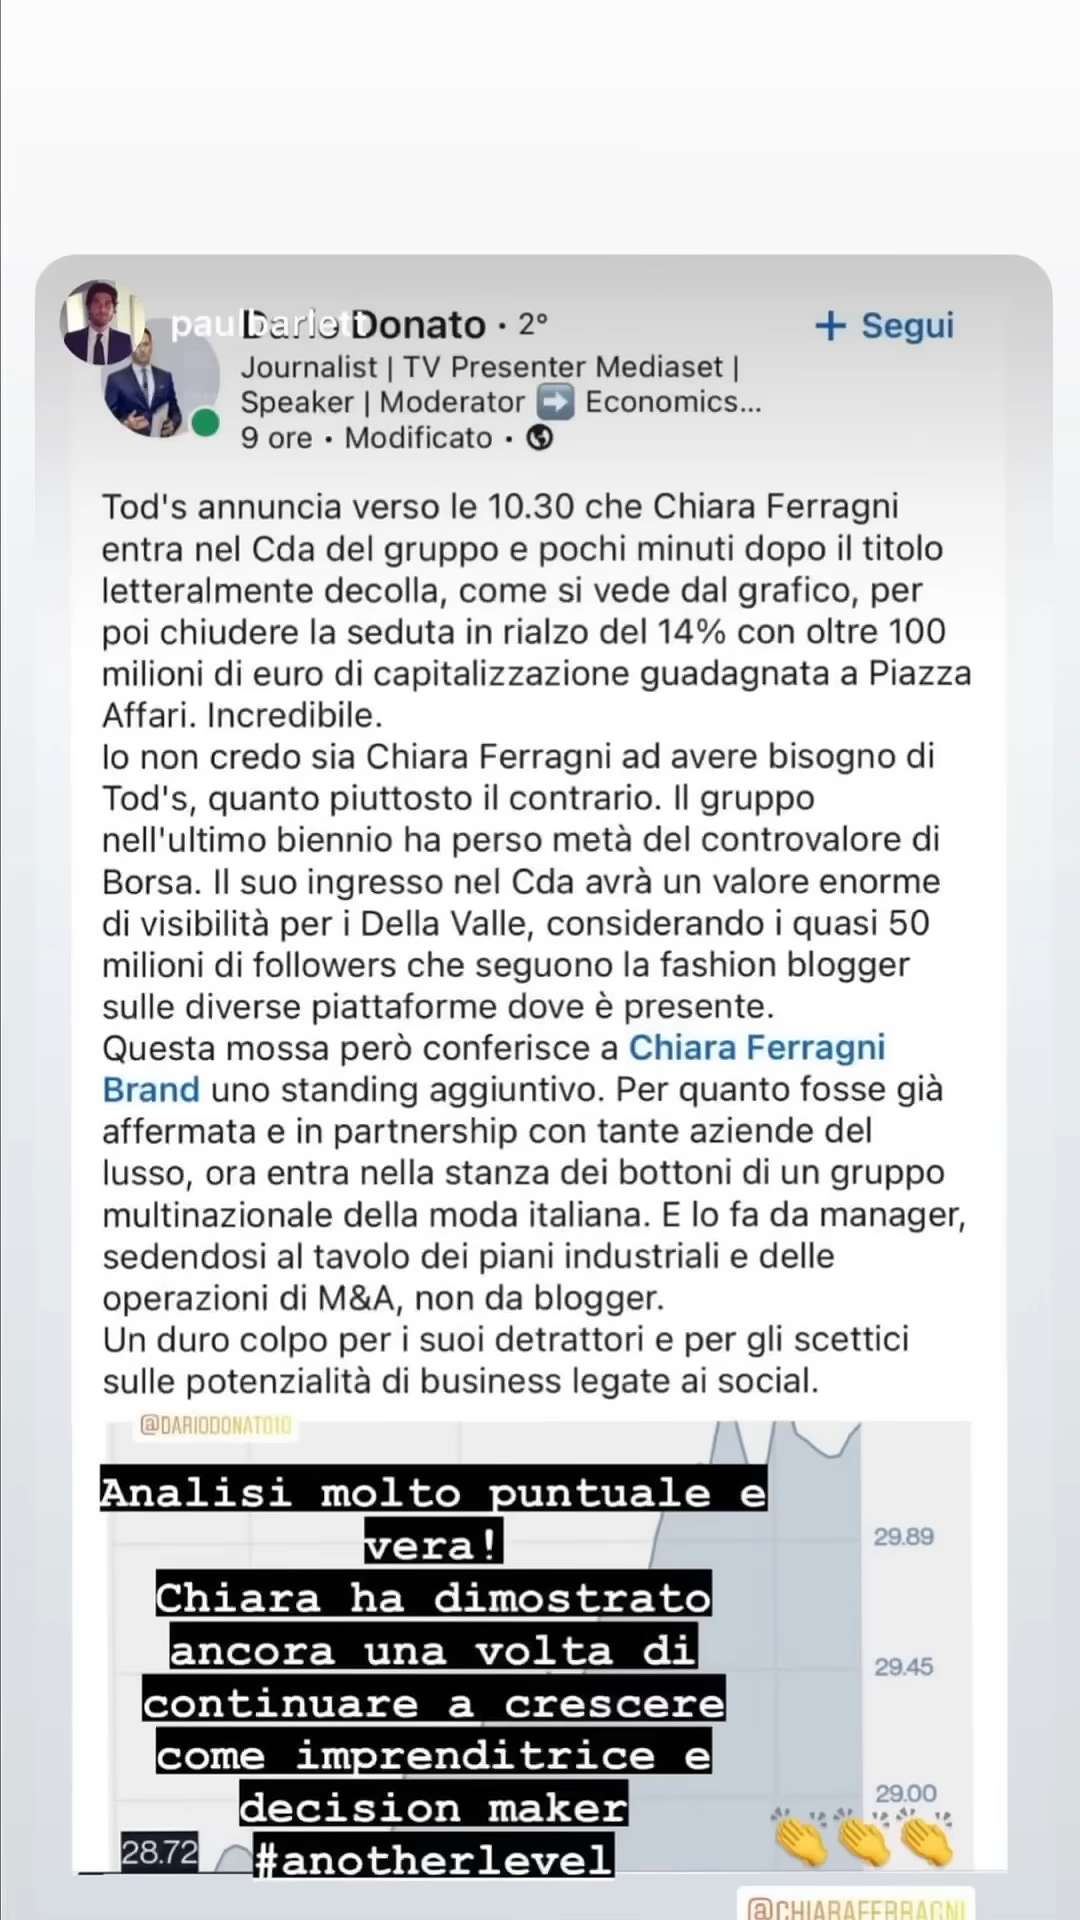 paulbarlett
Dario Donato · 2°
+ Segui
Journalist | TV Presenter Mediaset |
Speaker | Moderator ➡️ Economics...
9 ore • Modificato •
Tod's annuncia verso le 10.30 che Chiara Ferragni
entra nel Cda del gruppo e pochi minuti dopo il titolo
letteralmente decolla, come si vede dal grafico, per
poi chiudere la seduta in rialzo del 14% con oltre 100
milioni di euro di capitalizzazione guadagnata a Piazza
Affari. Incredibile.
Io non credo sia Chiara Ferragni ad avere bisogno di
Tod's, quanto piuttosto il contrario. Il gruppo
nell'ultimo biennio ha perso metà del controvalore di
Borsa. Il suo ingresso nel Cda avrà un valore enorme
di visibilità per i Della Valle, considerando i quasi 50
milioni di followers che seguono la fashion blogger
sulle diverse piattaforme dove è presente.
Questa mossa però conferisce a Chiara Ferragni
Brand uno standing aggiuntivo. Per quanto fosse già
affermata e in partnership con tante aziende del
lusso, ora entra nella stanza dei bottoni di un gruppo
multinazionale della moda italiana. E lo fa da manager,
sedendosi al tavolo dei piani industriali e delle
operazioni di M&A, non da blogger.
Un duro colpo per i suoi detrattori e per gli scettici
sulle potenzialità di business legate ai social.
@DARIODONATO10
Analisi molto puntuale e
vera!
Chiara ha dimostrato
ancora una volta di
continuare a crescere
come imprenditrice e
decision maker
#anotherlevel
29.89
29.45
29.00
28.72
👏👏👏
@CHIARAFERRAGNI